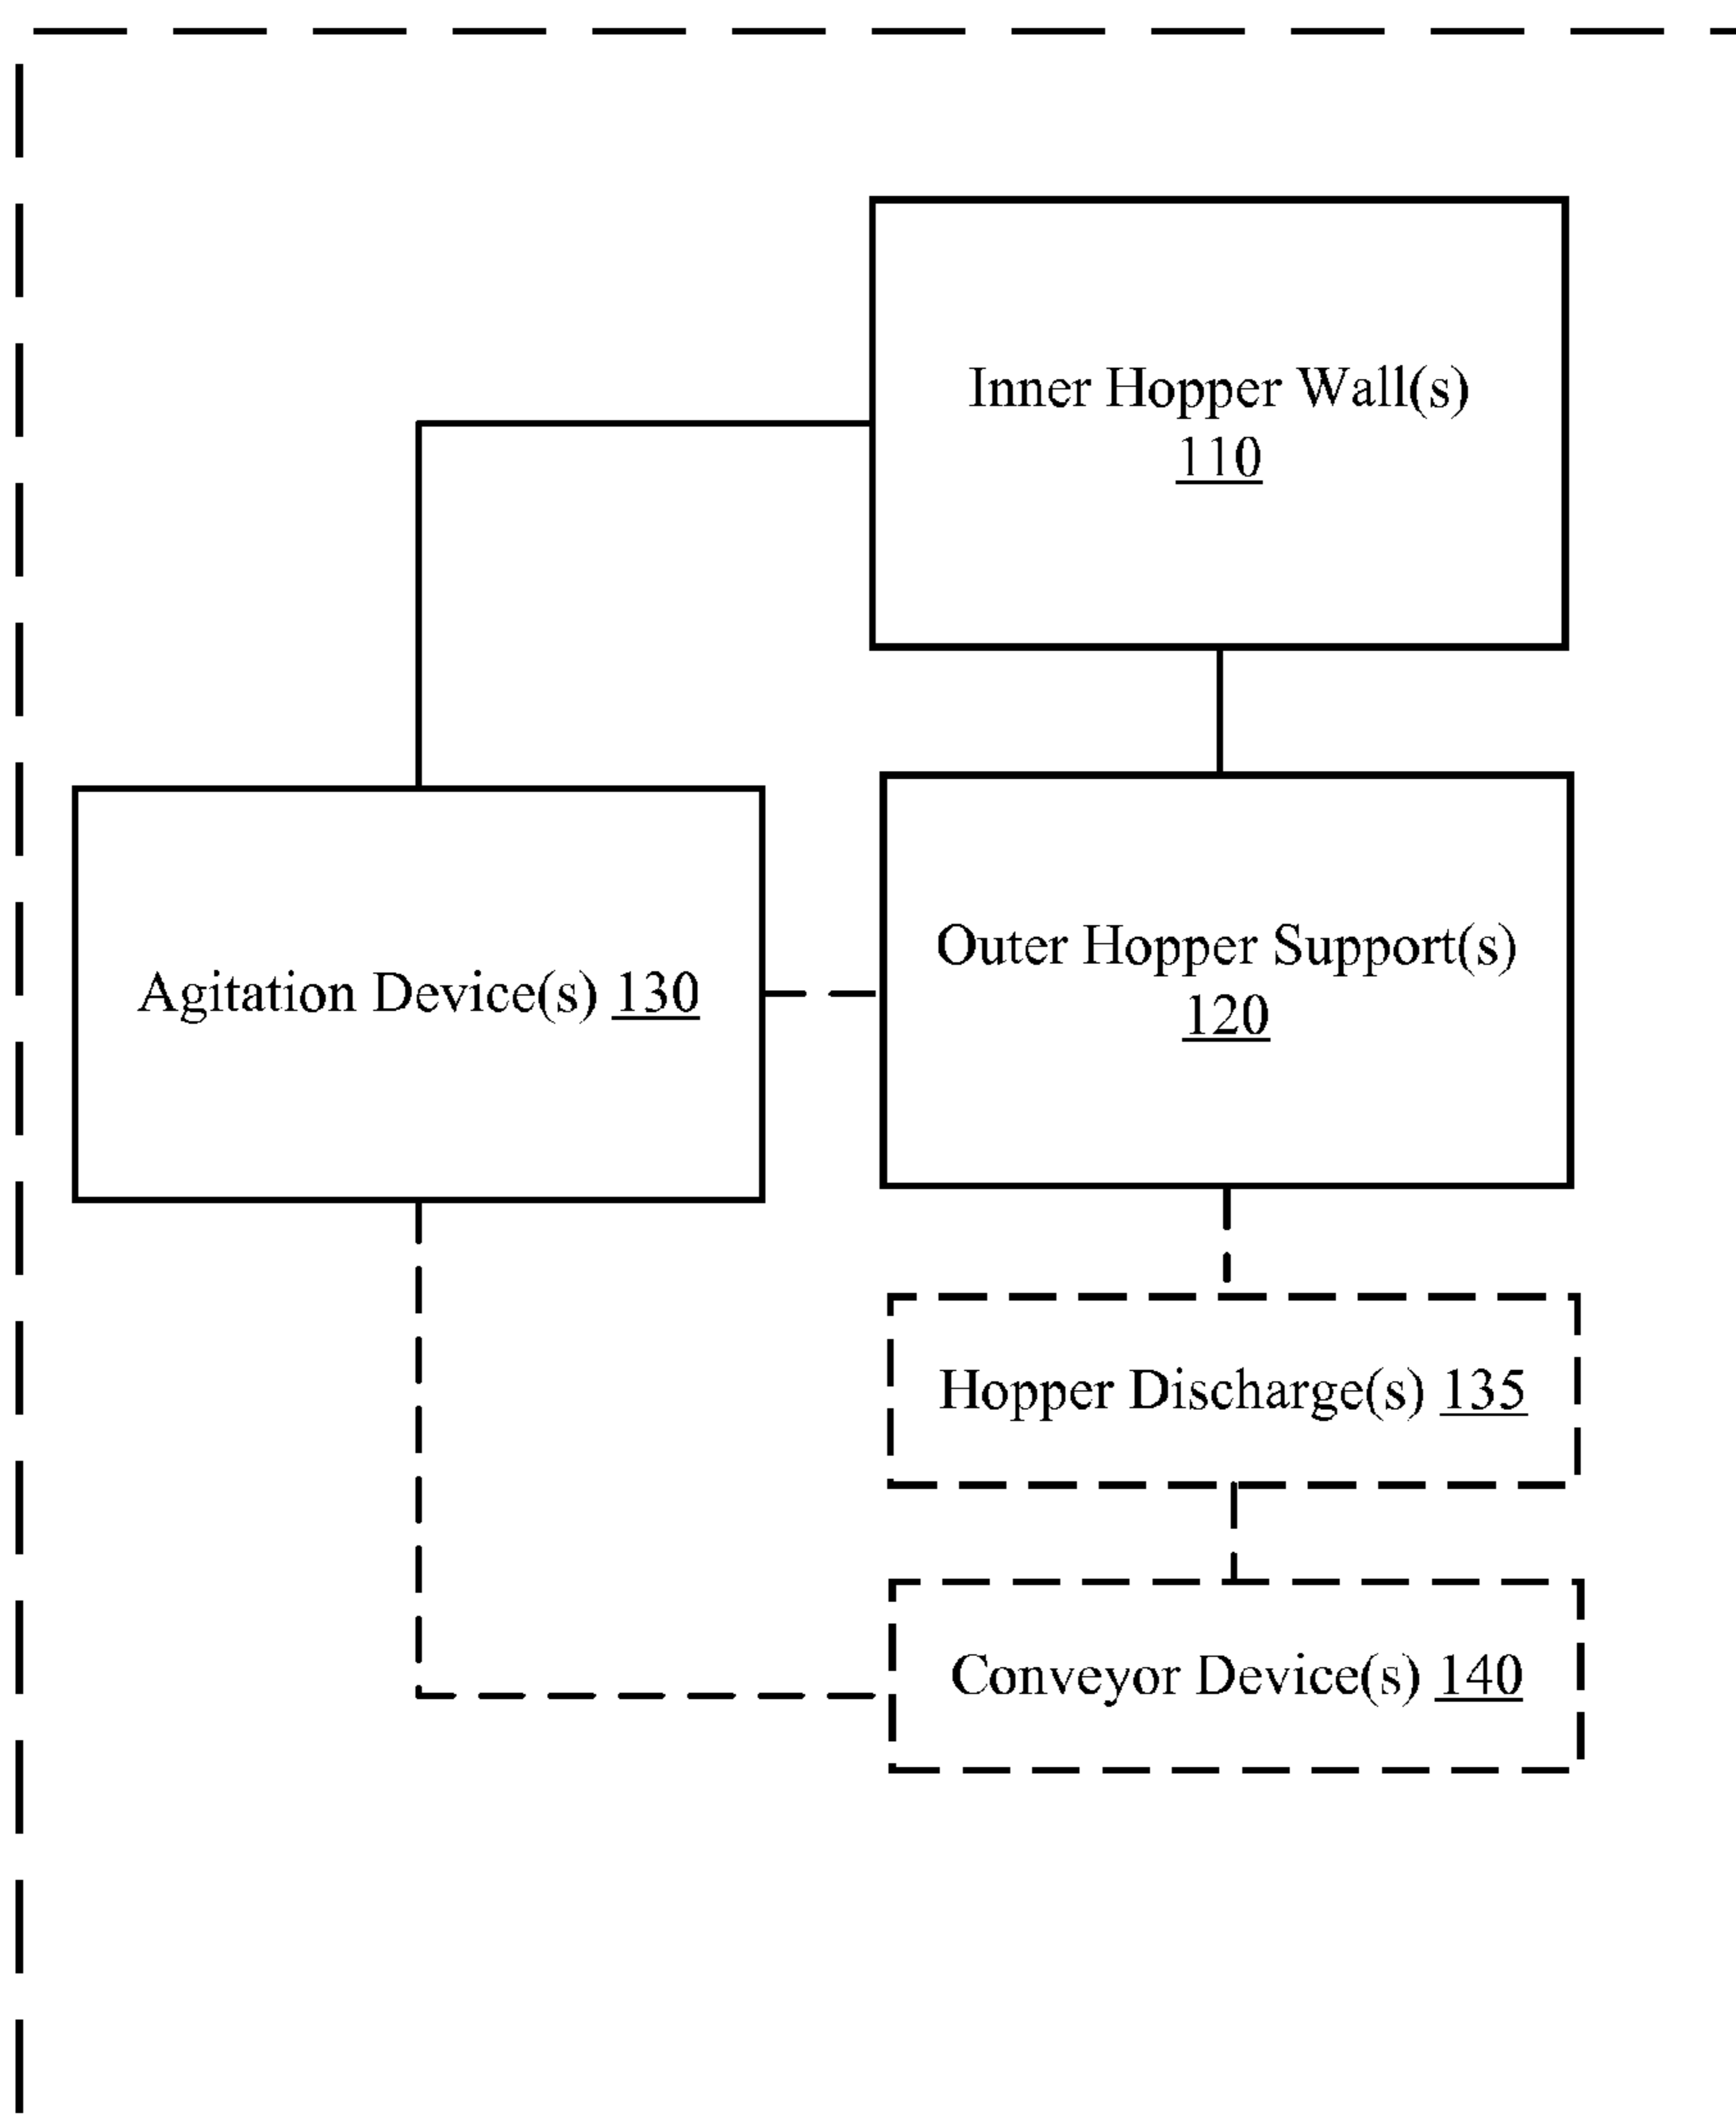 Inner Hopper Wall(s)
110
Outer Hopper Support(s)
120
Agitation Device(s) 130
Hopper Discharge(s) 135
Conveyor Device(s) 140